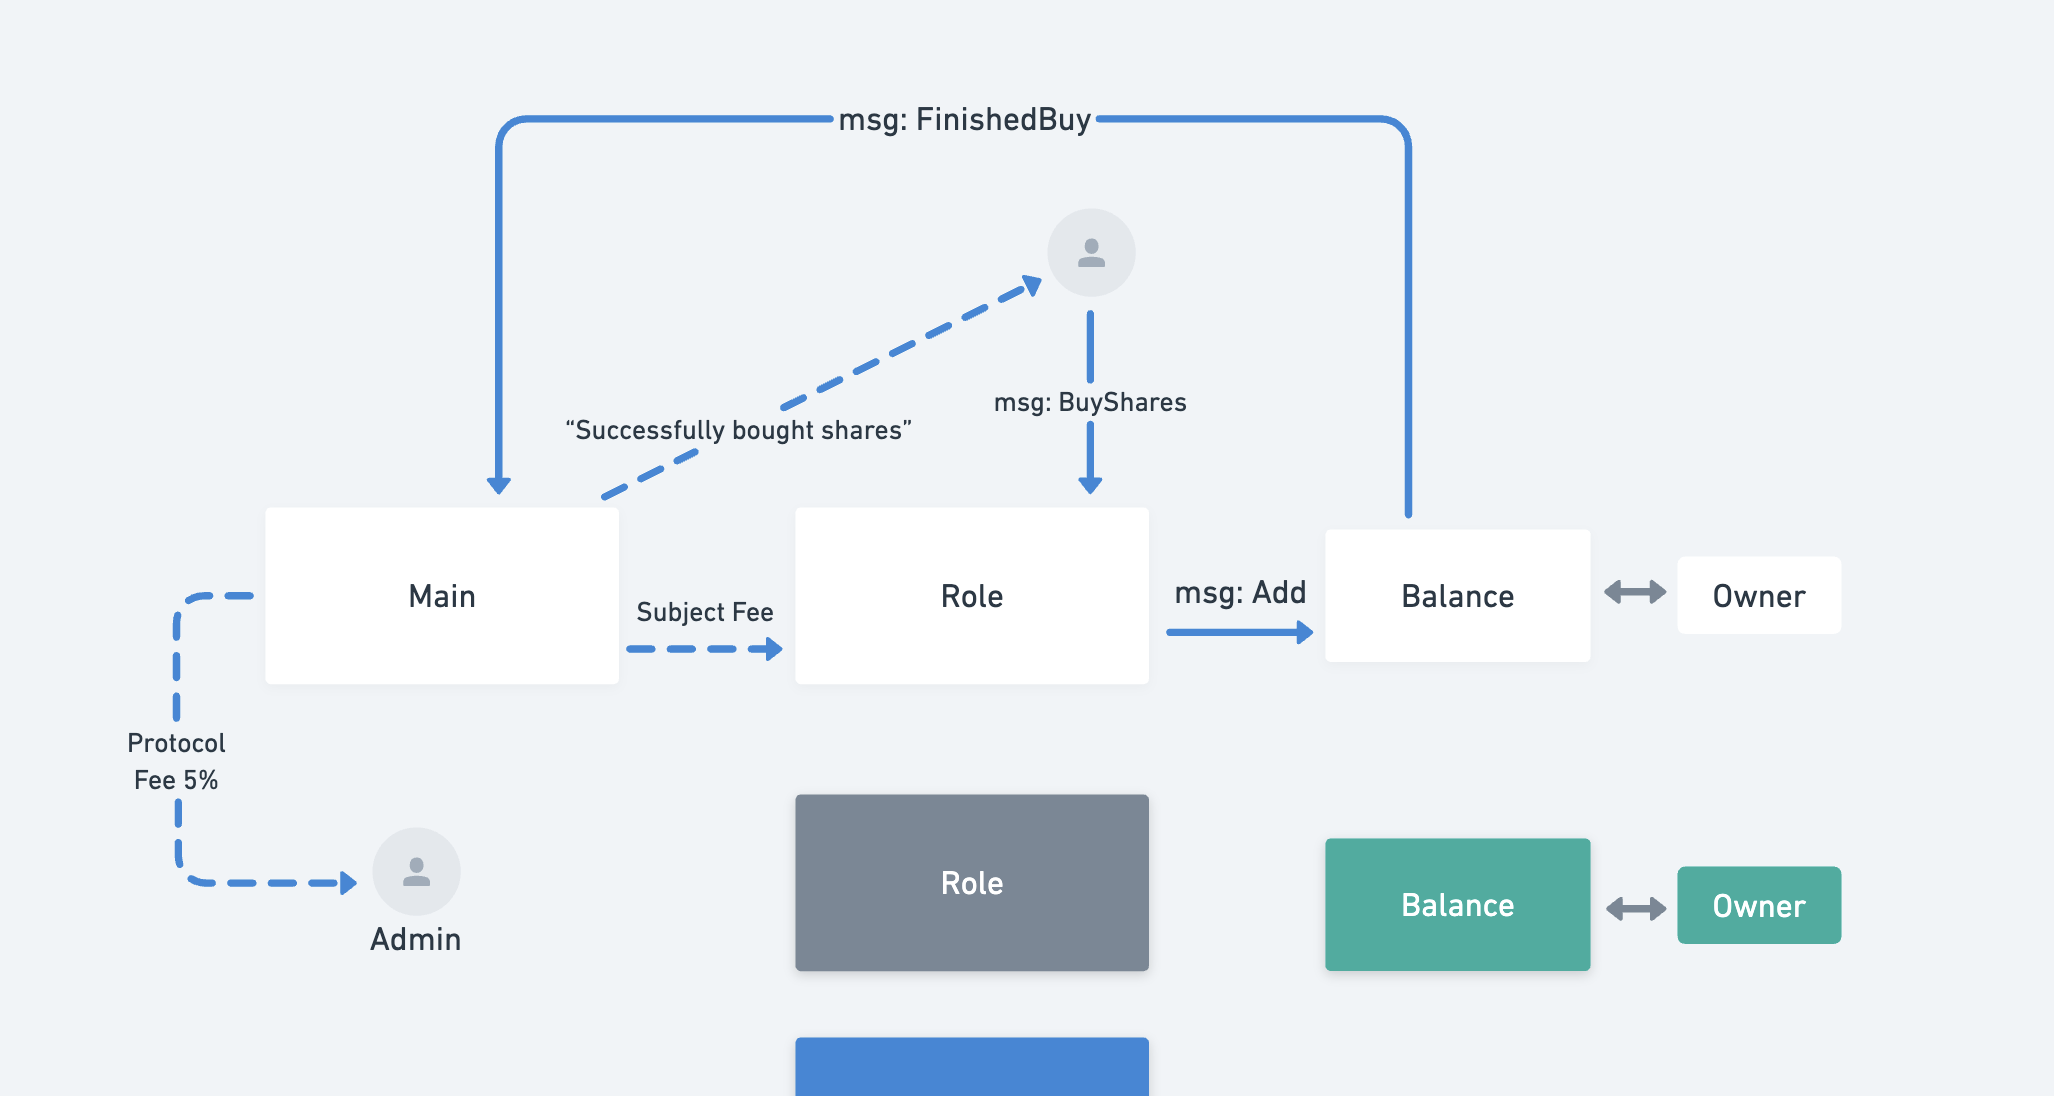 msg: FinishedBuy
msg: BuyShares
“Successfully bought shares”
Main
Subject Fee
Role
msg: Add
Balance
Owner
Protocol
Fee 5%
Admin
Role
Balance
Owner